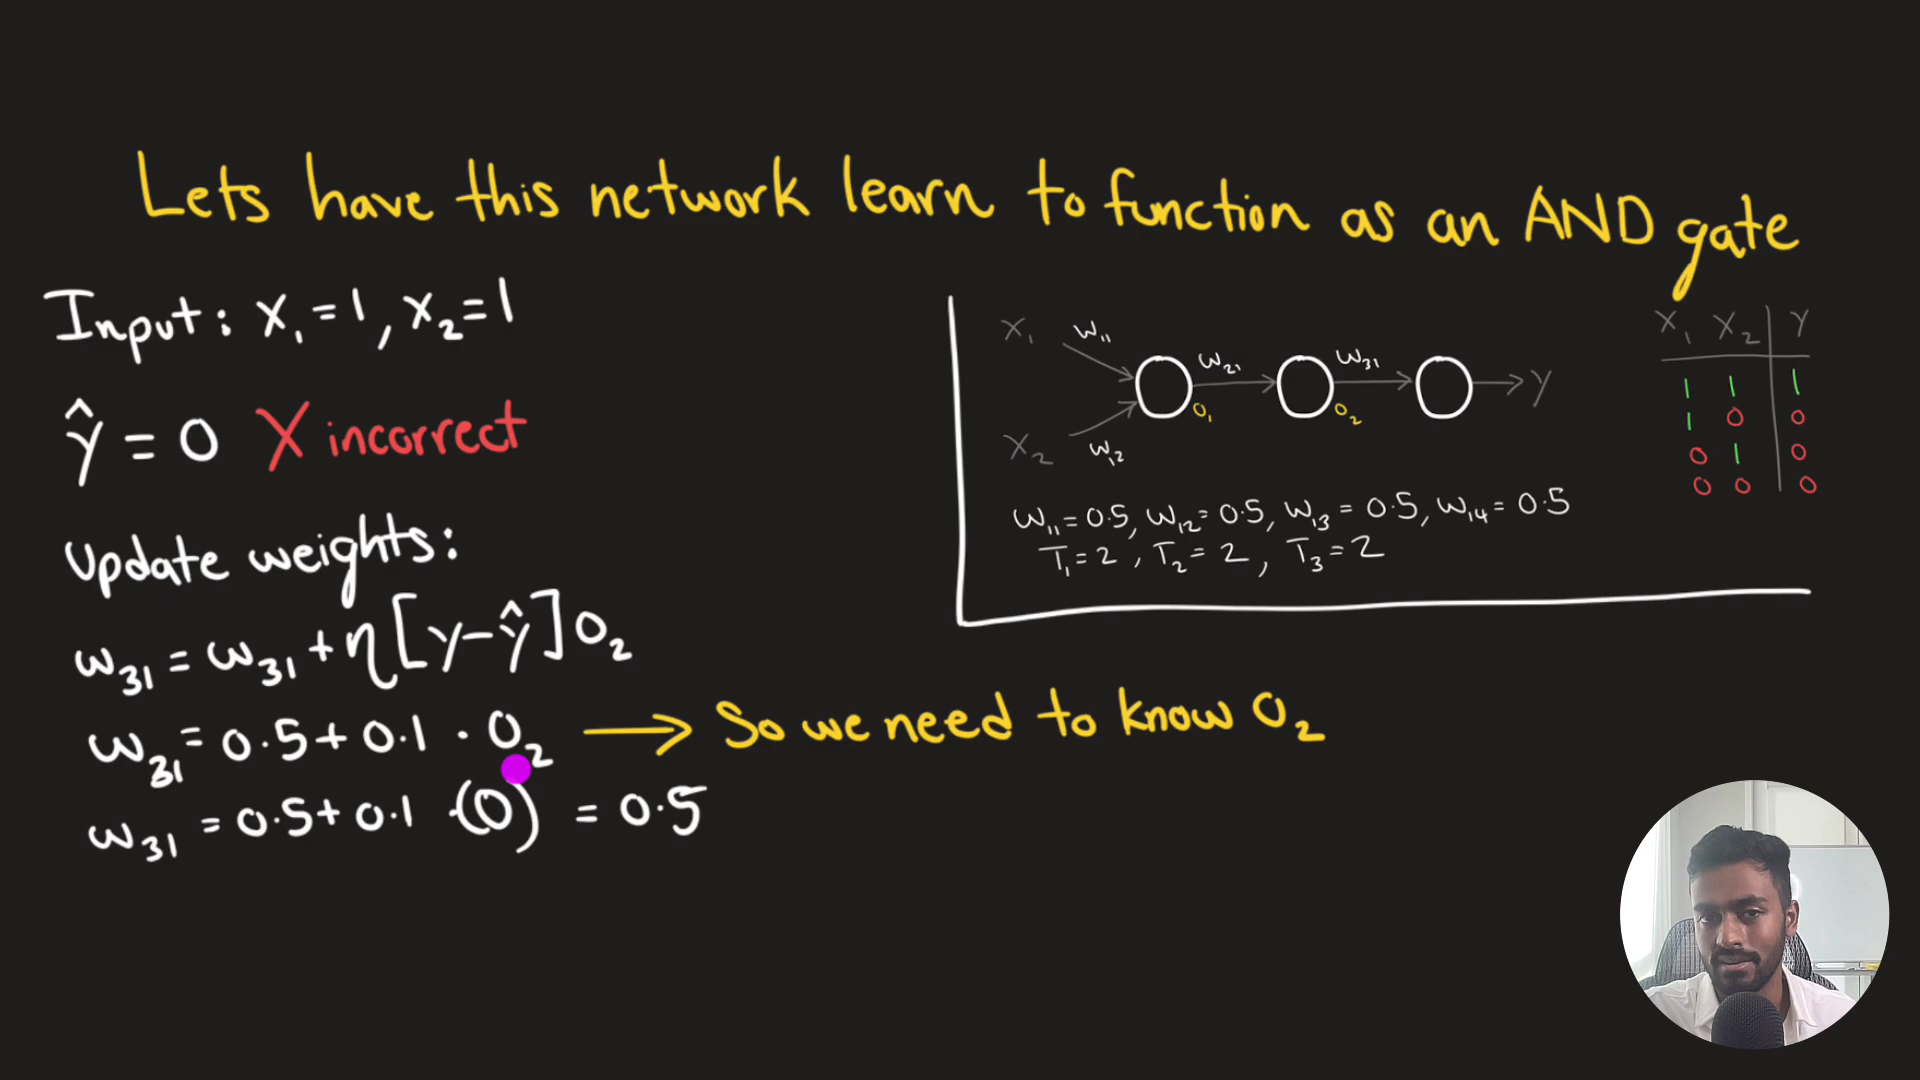 Lets have this network learn to function as an AND gate
Input: X₁=1, X₂=1
Ŷ = 0 X incorrect
Update weights:
W₃₁ = W₃₁ + η[Y-Ŷ]O₂
W₃₁ = 0.5 + 0.1 · O₂ → So we need to know O₂
W₃₁ = 0.5 + 0.1 ·(0) = 0.5
X₁ W₁₁ W₂₁ W₃₁
O₁ O₂ Y
X₂ W₁₂
W₁₁ = 0.5, W₁₂ = 0.5, W₁₃ = 0.5, W₁₄ = 0.5
T₁ = 2, T₂ = 2, T₃ = 2
X₁ X₂ Y
1 1 1
1 0 0
0 1 0
0 0 0